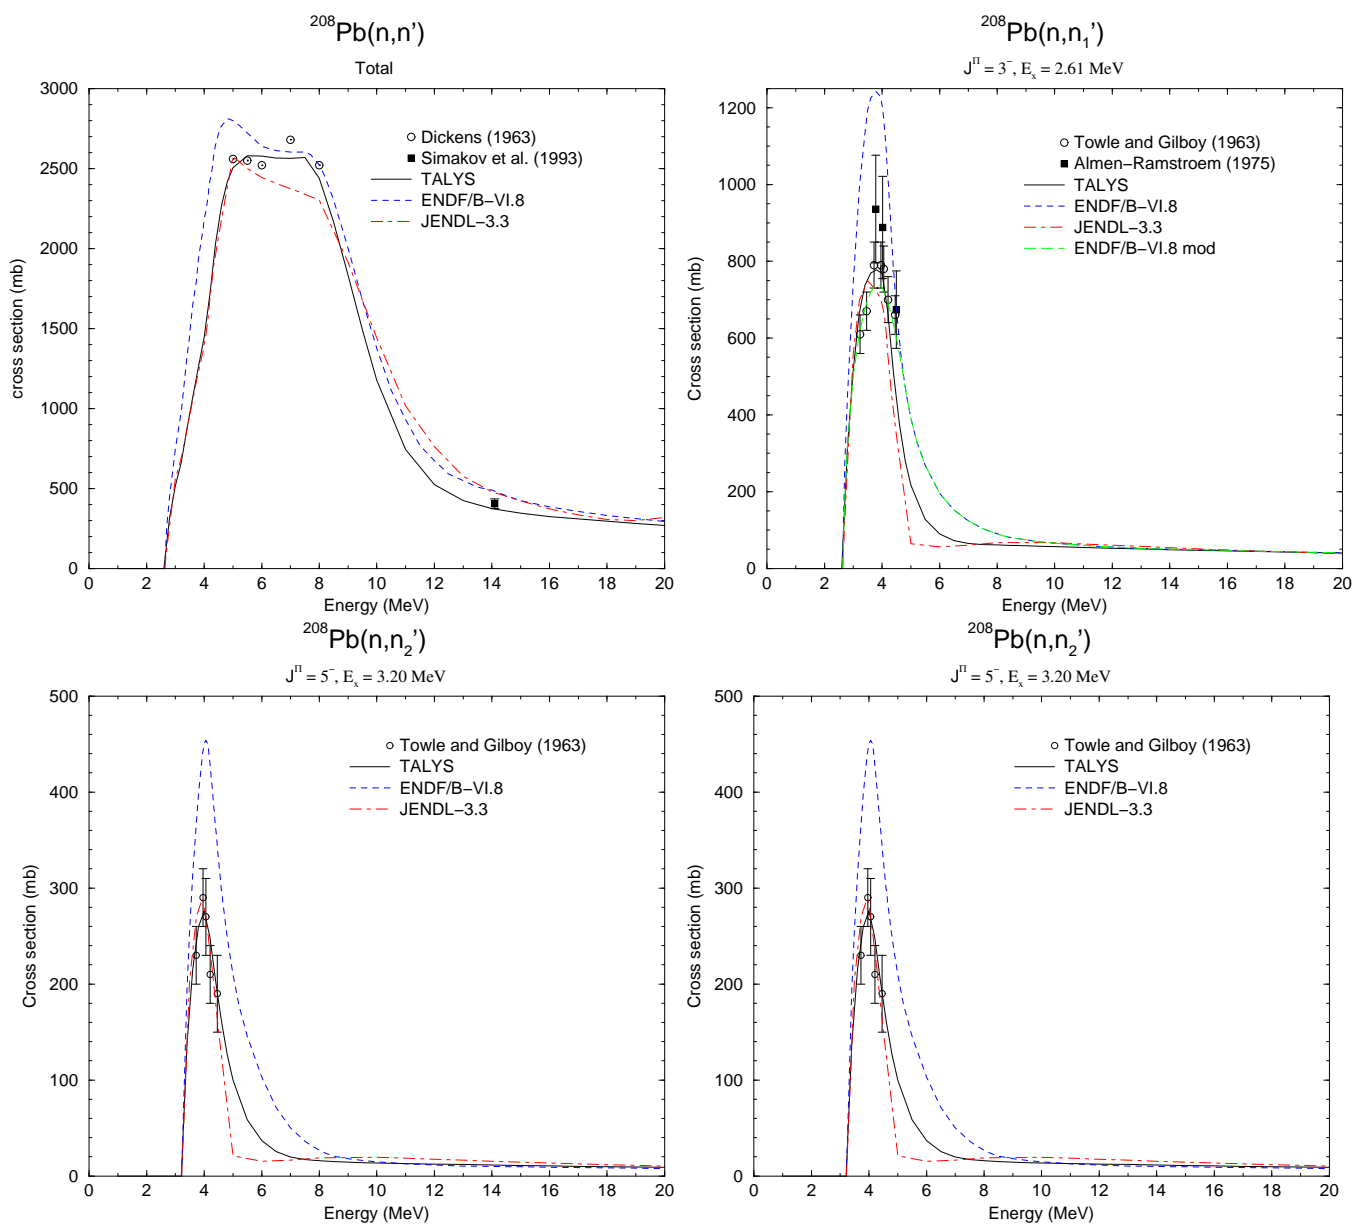 ²⁰⁸Pb(n,n’)
Total
3000
2500
2000
1500
1000
500
0
cross section (mb)
Dickens (1963)
Simakov et al. (1993)
TALYS
ENDF/B−VI.8
JENDL−3.3
0 2 4 6 8 10 12 14 16 18 20
Energy (MeV)
²⁰⁸Pb(n,n₁’)
J^Π = 3⁻, Eₓ = 2.61 MeV
1200
1000
800
600
400
200
0
Cross section (mb)
Towle and Gilboy (1963)
Almen−Ramstroem (1975)
TALYS
ENDF/B−VI.8
JENDL−3.3
ENDF/B−VI.8 mod
0 2 4 6 8 10 12 14 16 18 20
Energy (MeV)
²⁰⁸Pb(n,n₂’)
J^Π = 5⁻, Eₓ = 3.20 MeV
500
400
300
200
100
0
Cross section (mb)
Towle and Gilboy (1963)
TALYS
ENDF/B−VI.8
JENDL−3.3
0 2 4 6 8 10 12 14 16 18 20
Energy (MeV)
²⁰⁸Pb(n,n₂’)
J^Π = 5⁻, Eₓ = 3.20 MeV
500
400
300
200
100
0
Cross section (mb)
Towle and Gilboy (1963)
TALYS
ENDF/B−VI.8
JENDL−3.3
0 2 4 6 8 10 12 14 16 18 20
Energy (MeV)